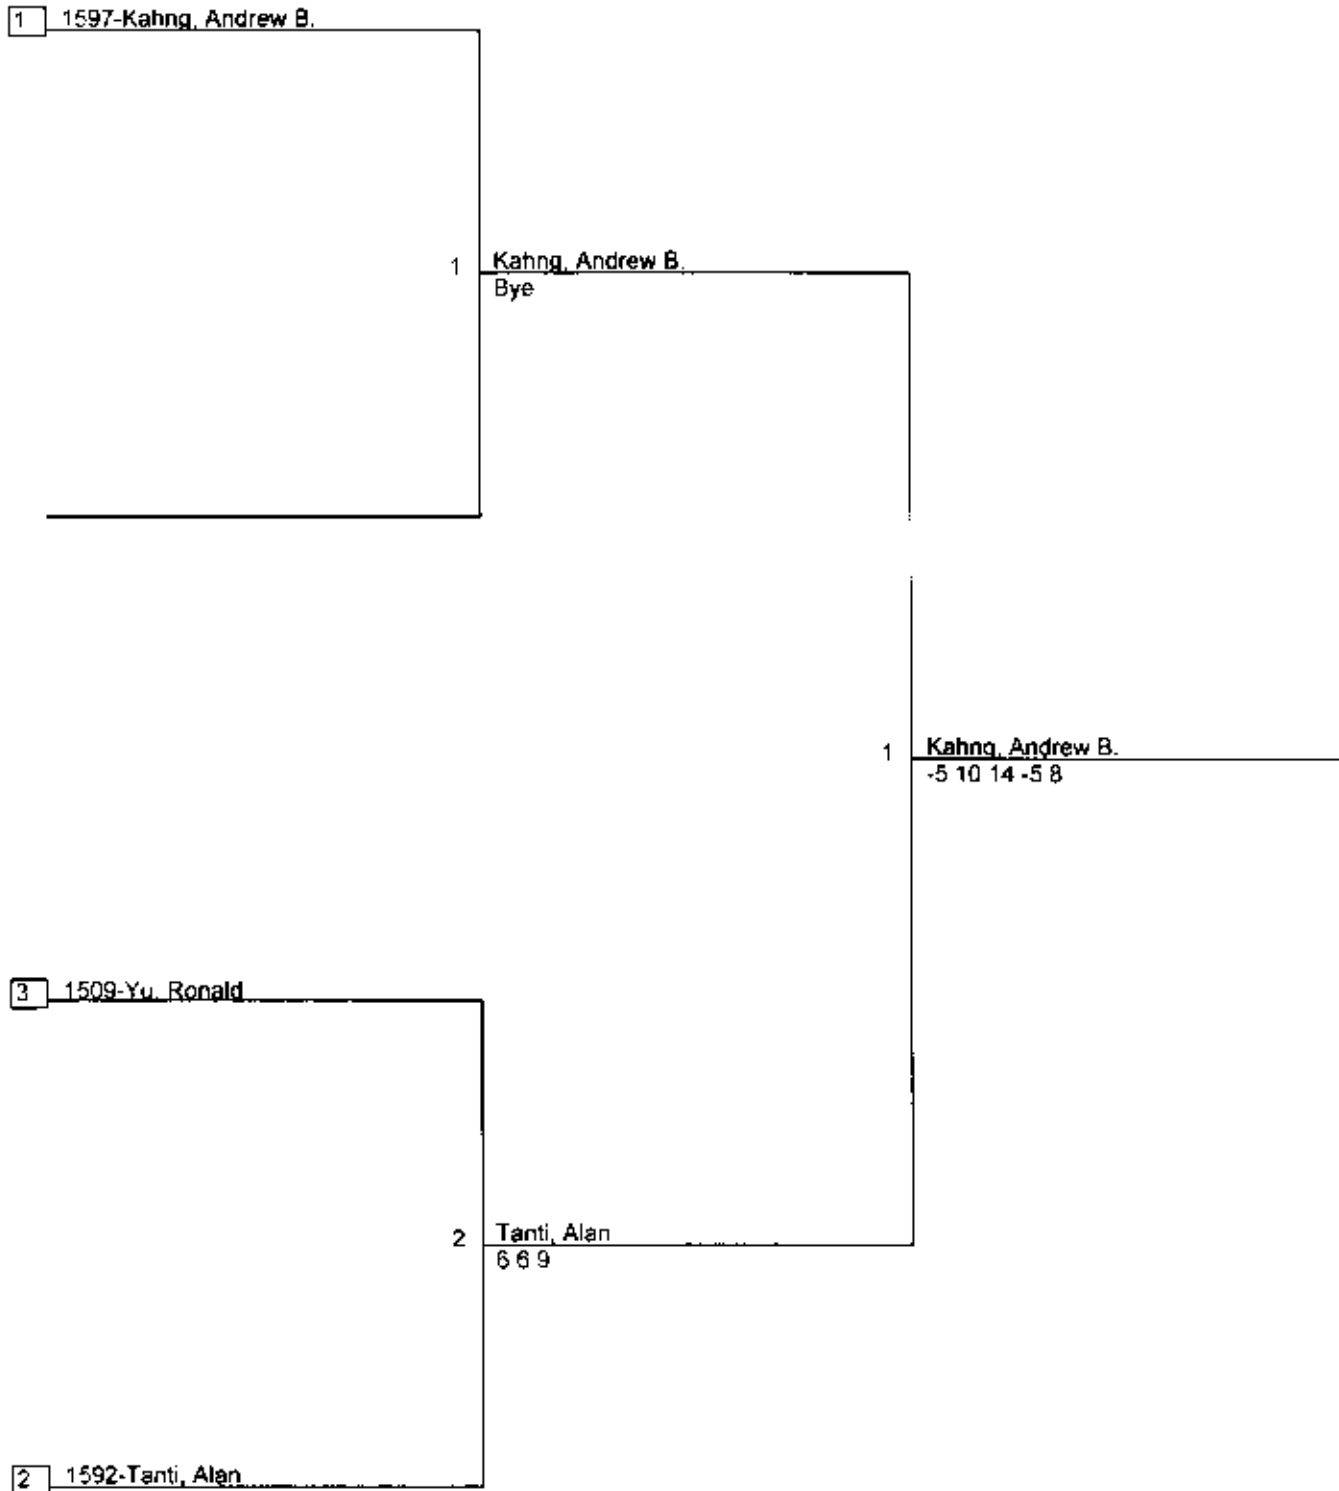 1 1597-Kahng, Andrew B.
1 Kahng, Andrew B.
Bye
1 Kahng, Andrew B.
-5 10 14 -5 8
3 1509-Yu, Ronald
2 Tanti, Alan
6 6 9
2 1592-Tanti, Alan